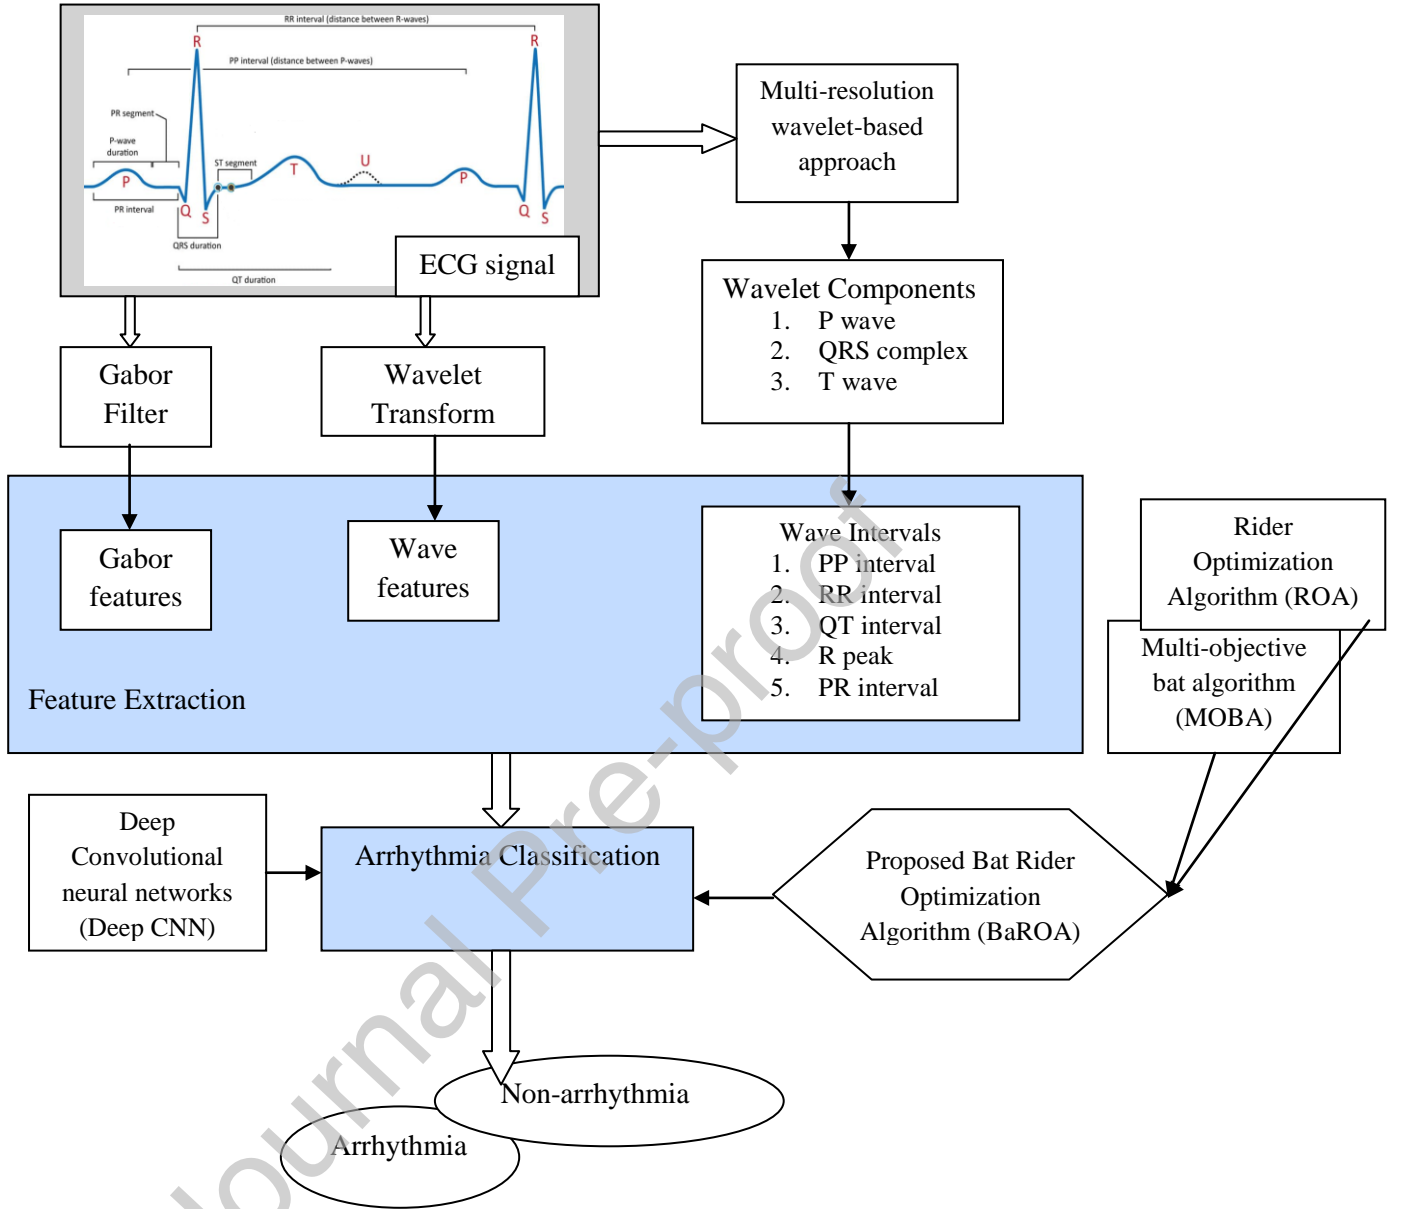 RR interval (distance between R-waves)
R
R
PP interval (distance between P-waves)
PR segment
P-wave
duration
ST segment
P
T
U
P
PR interval
Q
S
Q
S
QRS duration
QT duration
ECG signal
Multi-resolution
wavelet-based
approach
Wavelet Components
1. P wave
2. QRS complex
3. T wave
Gabor
Filter
Wavelet
Transform
Gabor
features
Wave
features
Wave Intervals
1. PP interval
2. RR interval
3. QT interval
4. R peak
5. PR interval
Feature Extraction
Rider
Optimization
Algorithm (ROA)
Multi-objective
bat algorithm
(MOBA)
Deep
Convolutional
neural networks
(Deep CNN)
Arrhythmia Classification
Proposed Bat Rider
Optimization
Algorithm (BaROA)
Non-arrhythmia
Arrhythmia
Journal Pre-proof